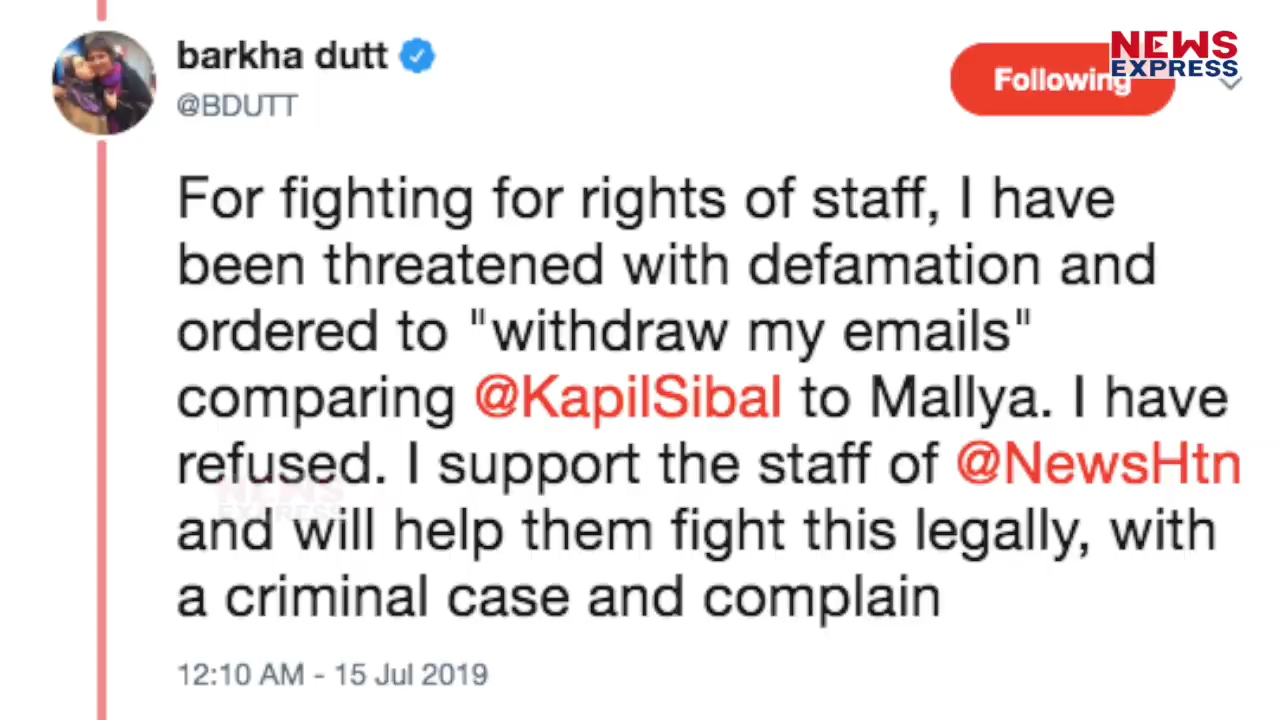 barkha dutt
@BDUTT
Following
NEWS
EXPRESS
For fighting for rights of staff, I have
been threatened with defamation and
ordered to "withdraw my emails"
comparing @KapilSibal to Mallya. I have
refused. I support the staff of @NewsHtn
NEWS
EXPRESS
and will help them fight this legally, with
a criminal case and complain
12:10 AM - 15 Jul 2019